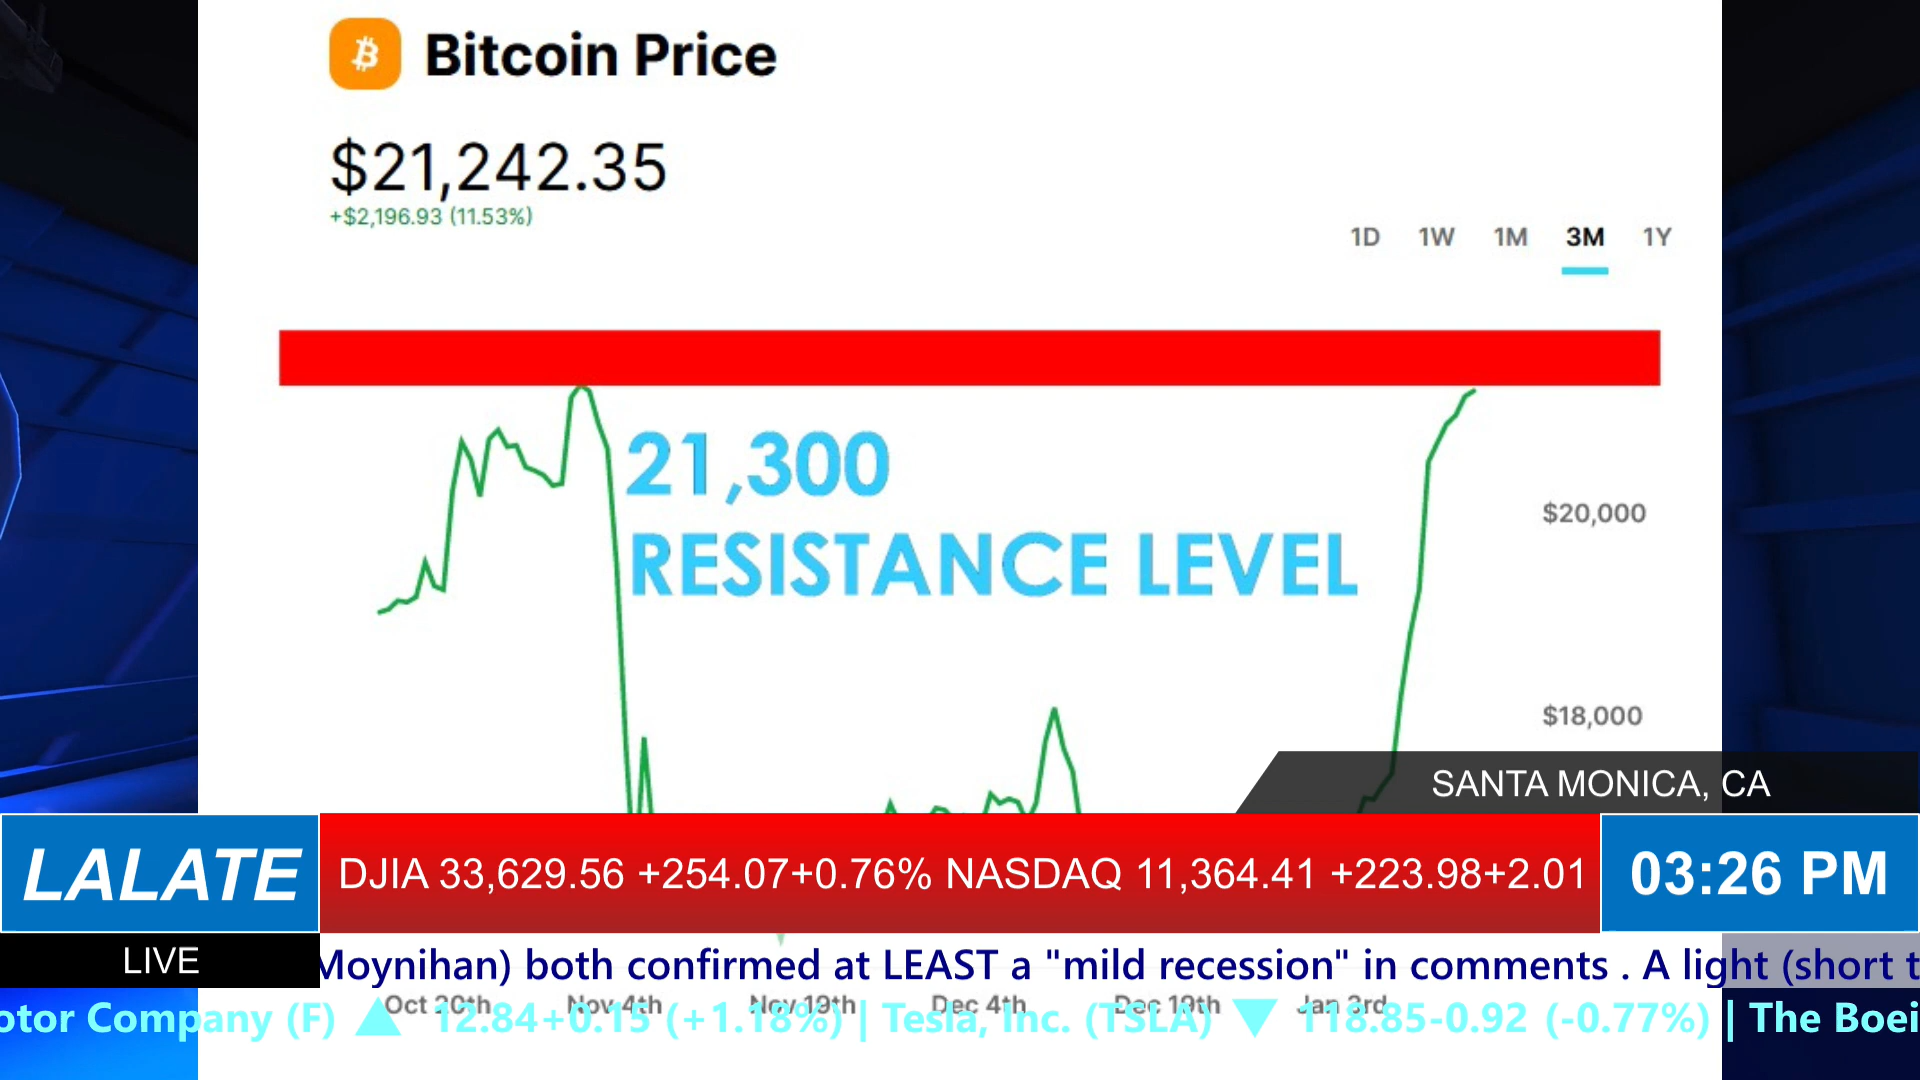 Bitcoin Price
$21,242.35
+$2,196.93 (11.53%)
1D 1W 1M 3M 1Y
21,300
RESISTANCE LEVEL
$20,000
$18,000
SANTA MONICA, CA
LALATE
DJIA 33,629.56 +254.07+0.76% NASDAQ 11,364.41 +223.98+2.01
03:26 PM
LIVE
Moynihan) both confirmed at LEAST a "mild recession" in comments . A light (short t
Oct 20th Nov 4th Nov 19th Dec 4th Dec 19th Jan 3rd
otor Company (F) ▲ 12.84+0.15 (+1.18%) | Tesla, Inc. (TSLA) ▼ 118.85-0.92 (-0.77%) | The Boei